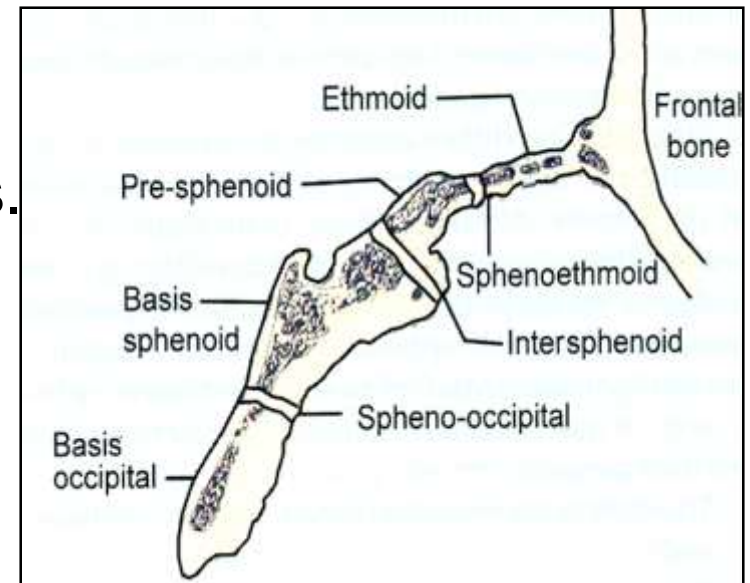 s.
Ethmoid
Frontal
bone
Pre-sphenoid
Sphenoethmoid
Basis
sphenoid
Intersphenoid
Spheno-occipital
Basis
occipital